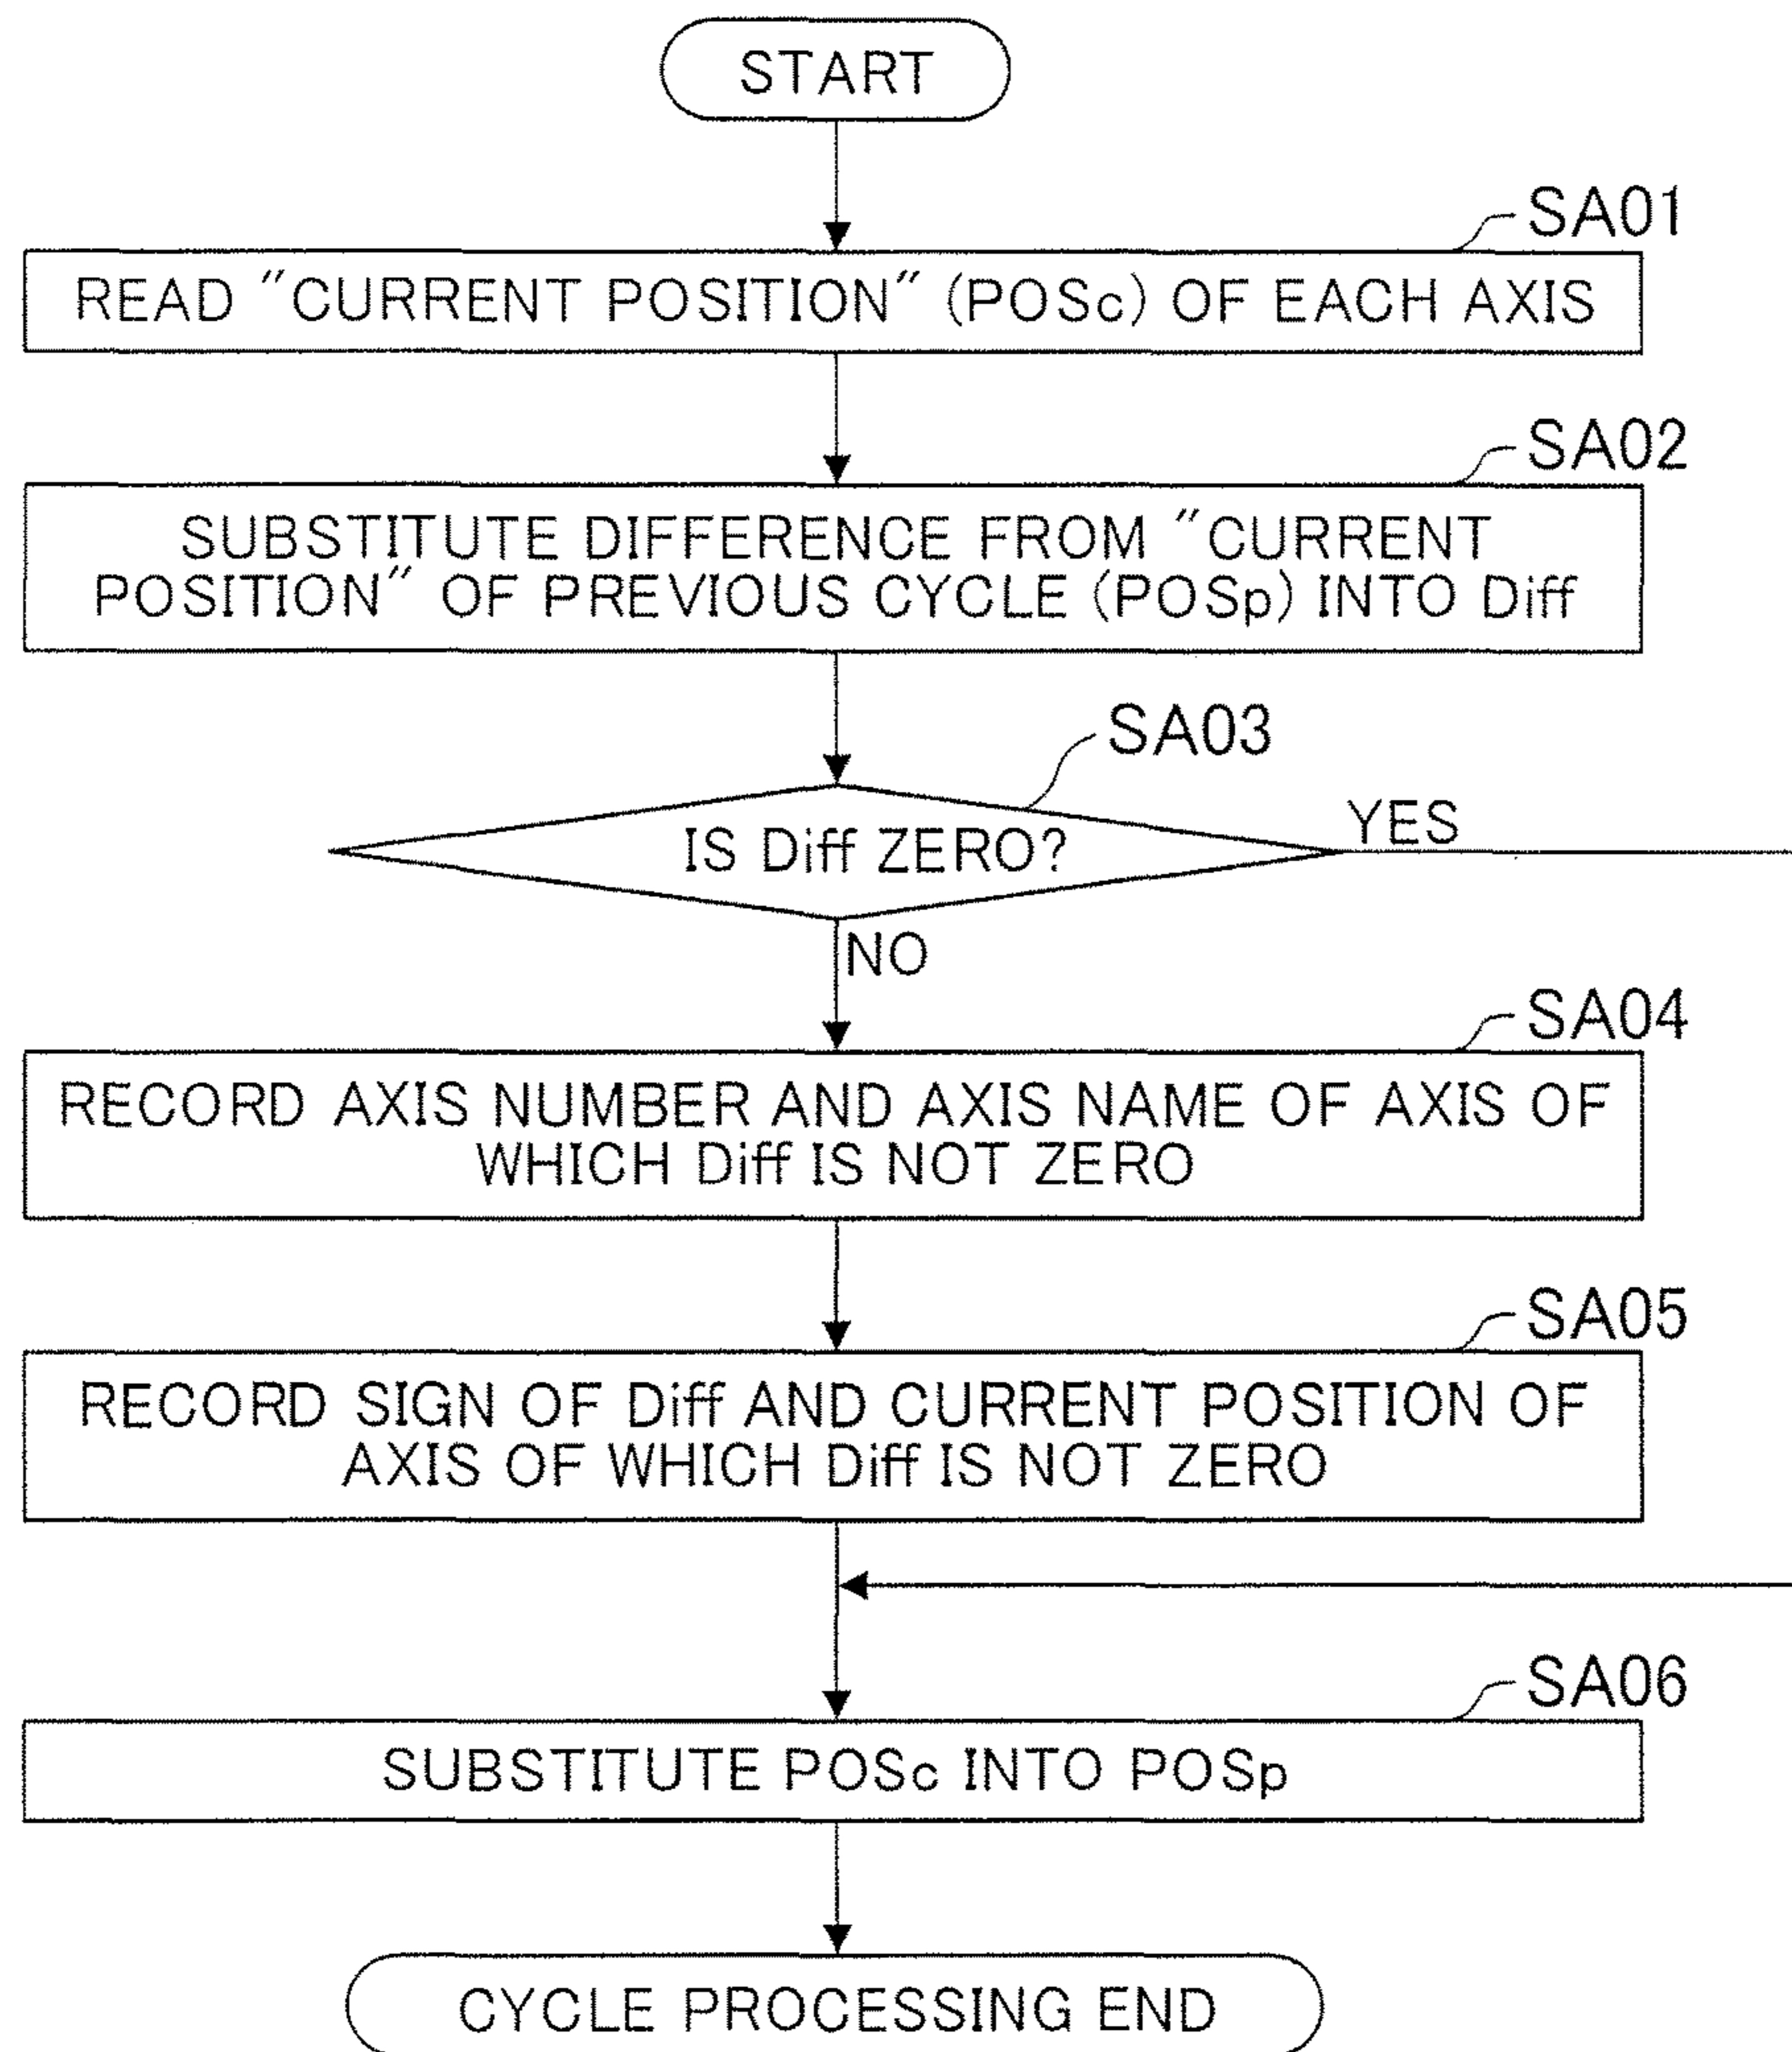 START
SA01
READ "CURRENT POSITION" (POSc) OF EACH AXIS
SA02
SUBSTITUTE DIFFERENCE FROM "CURRENT
POSITION" OF PREVIOUS CYCLE (POSp) INTO Diff
SA03
IS Diff ZERO?
YES
NO
SA04
RECORD AXIS NUMBER AND AXIS NAME OF AXIS OF
WHICH Diff IS NOT ZERO
SA05
RECORD SIGN OF Diff AND CURRENT POSITION OF
AXIS OF WHICH Diff IS NOT ZERO
SA06
SUBSTITUTE POSc INTO POSp
CYCLE PROCESSING END